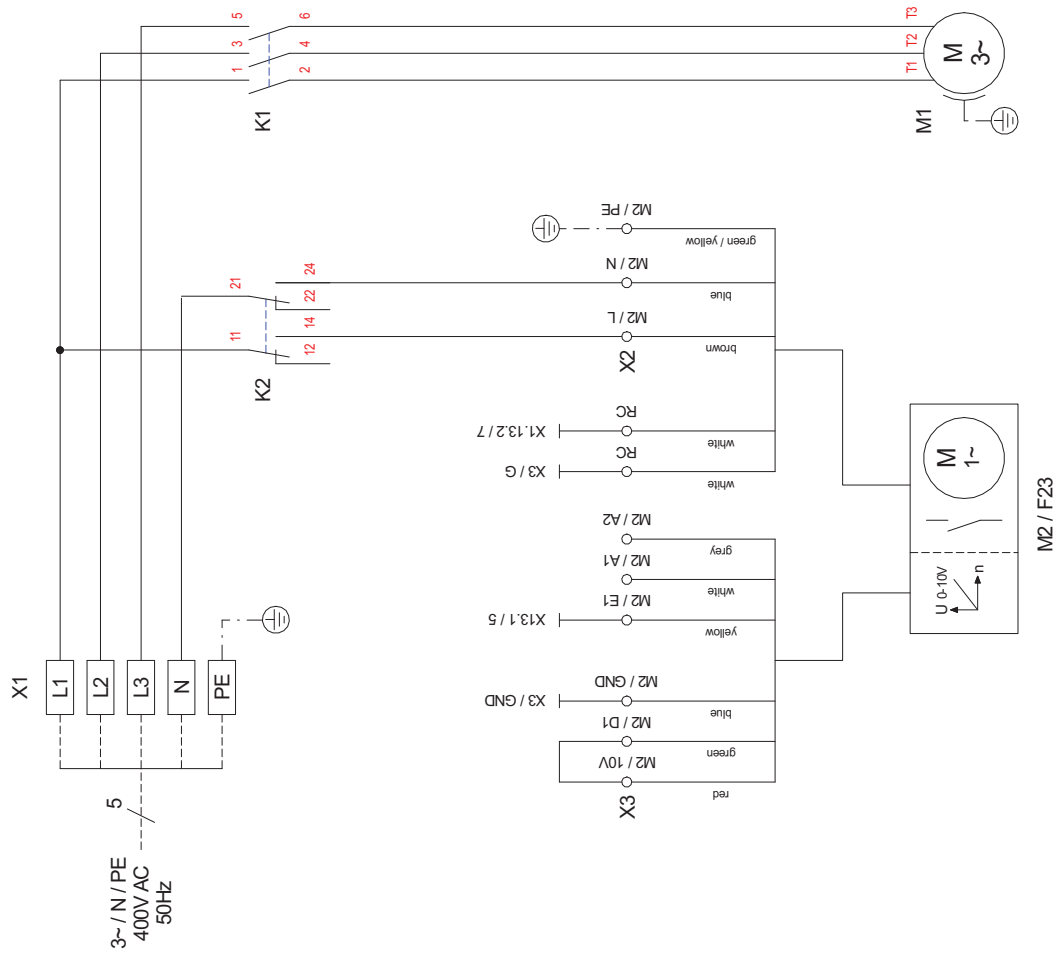 X1
L1
L2
L3
N
PE
5
3~ / N / PE
400V AC
50Hz
K1
1
3
5
2
4
6
T1
T2
T3
M
3~
M1
K2
11
21
12
14
22
24
X2
M2 / PE
green / yellow
M2 / N
blue
M2 / L
brown
RC
X1.13.2 / 7
white
RC
X3 / G
white
M2 / A2
grey
M2 / A1
white
M2 / E1
X13.1 / 5
yellow
M2 / GND
X3 / GND
blue
M2 / D1
green
M2 / 10V
red
X3
M
1~
U 0-10V
n
M2 / F23